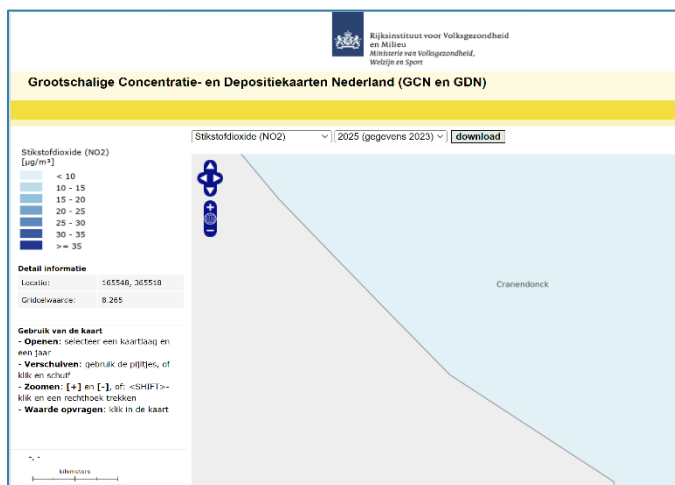 Rijksinstituut voor Volksgezondheid
en Milieu
Ministerie van Volksgezondheid,
Welzijn en Sport
Grootschalige Concentratie- en Depositiekaarten Nederland (GCN en GDN)
Stikstofdioxide (NO2) 2025 (gegevens 2023) download
Stikstofdioxide (NO2)
[µg/m³]
< 10
10 - 15
15 - 20
20 - 25
25 - 30
30 - 35
>= 35
Detail informatie
Locatie: 165548, 365518
Gridcelwaarde: 8.265
Cranendonck
Gebruik van de kaart
- Openen: selecteer een kaartlaag en
een jaar
- Verschuiven: gebruik de pijltjes, of
klik en schuif
- Zoomen: [+] en [-], of: <SHIFT>-
klik en een rechthoek trekken
- Waarde opvragen: klik in de kaart
-, -
kilometers